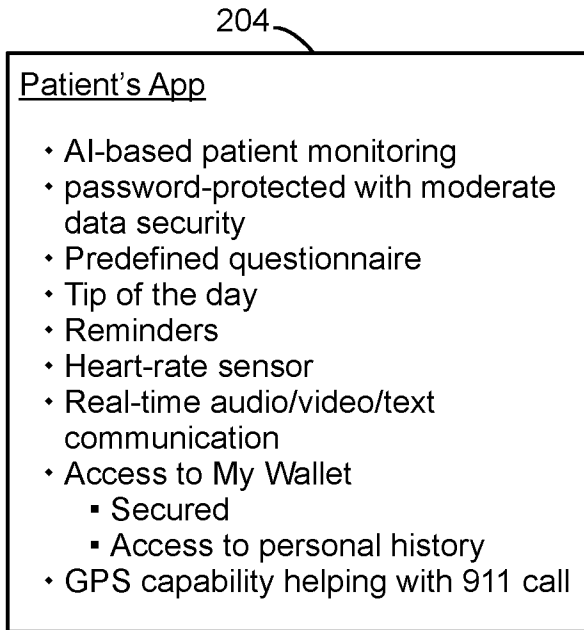 204
Patient's App
• AI-based patient monitoring
• password-protected with moderate
data security
• Predefined questionnaire
• Tip of the day
• Reminders
• Heart-rate sensor
• Real-time audio/video/text
communication
• Access to My Wallet
▪ Secured
▪ Access to personal history
• GPS capability helping with 911 call